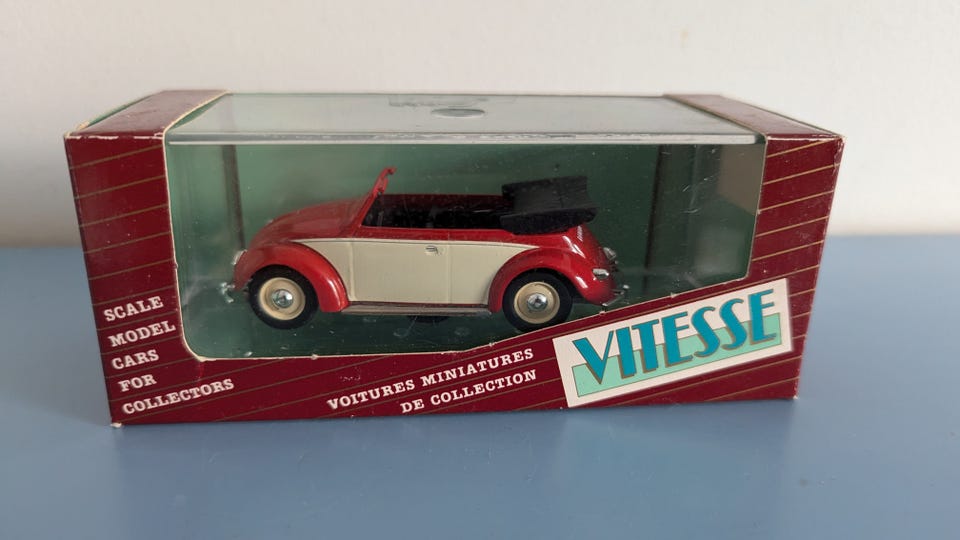 SCALE
MODEL
CARS
FOR
COLLECTORS
VOITURES MINIATURES
DE COLLECTION
VITESSE